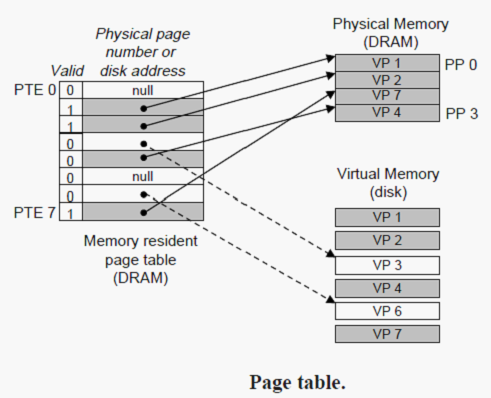 Physical page
number or
Valid disk address
PTE 0 0 null
1
1
0
0
0 null
0
PTE 7 1
Memory resident
page table
(DRAM)
Physical Memory
(DRAM)
VP 1 PP 0
VP 2
VP 7
VP 4 PP 3
Virtual Memory
(disk)
VP 1
VP 2
VP 3
VP 4
VP 6
VP 7
Page table.